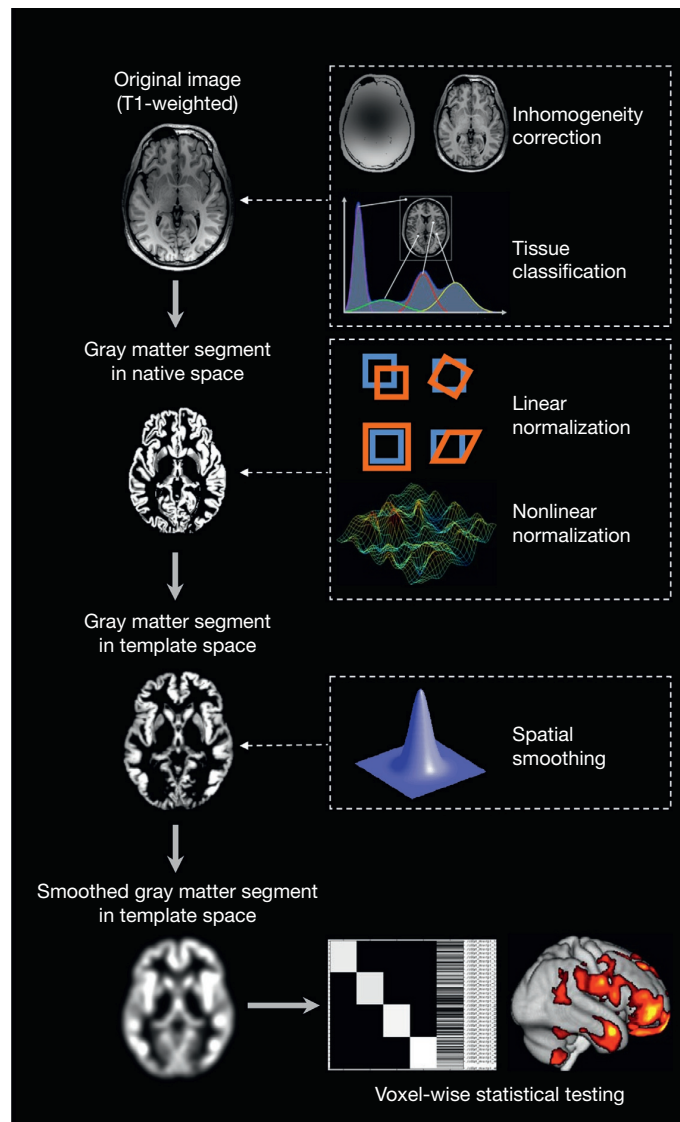 Original image
(T1-weighted)
Inhomogeneity
correction
Tissue
classification
Gray matter segment
in native space
Linear
normalization
Nonlinear
normalization
Gray matter segment
in template space
Spatial
smoothing
Smoothed gray matter segment
in template space
Voxel-wise statistical testing